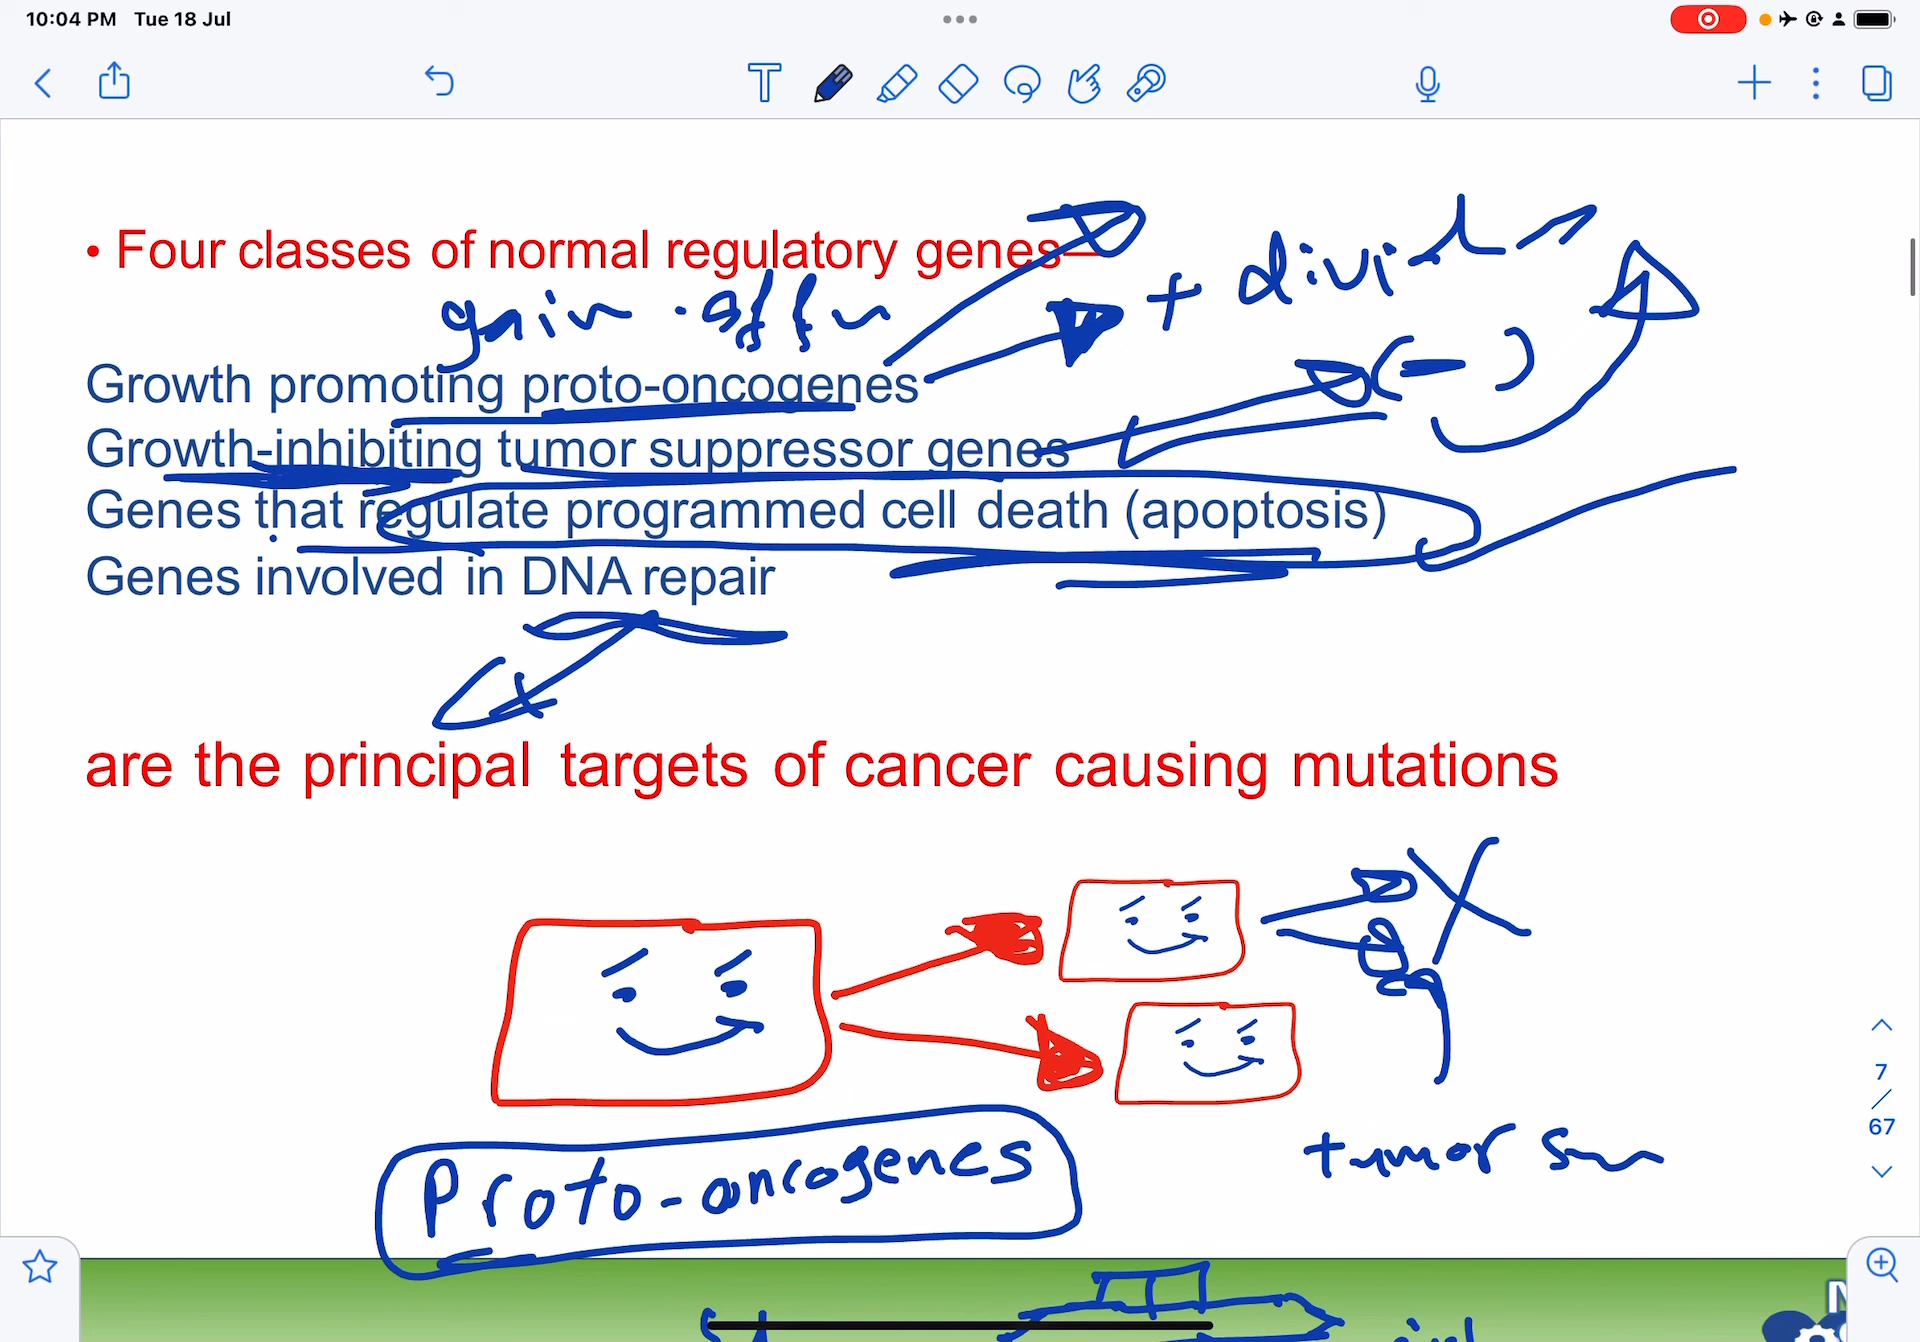 10:04 PM Tue 18 Jul
• Four classes of normal regulatory genes–
+ divid
gain of fn
(-)
Growth promoting proto-oncogenes
Growth-inhibiting tumor suppressor genes
Genes that regulate programmed cell death (apoptosis)
Genes involved in DNA repair
are the principal targets of cancer causing mutations
7
/
67
Proto-oncogenes
tumor
N